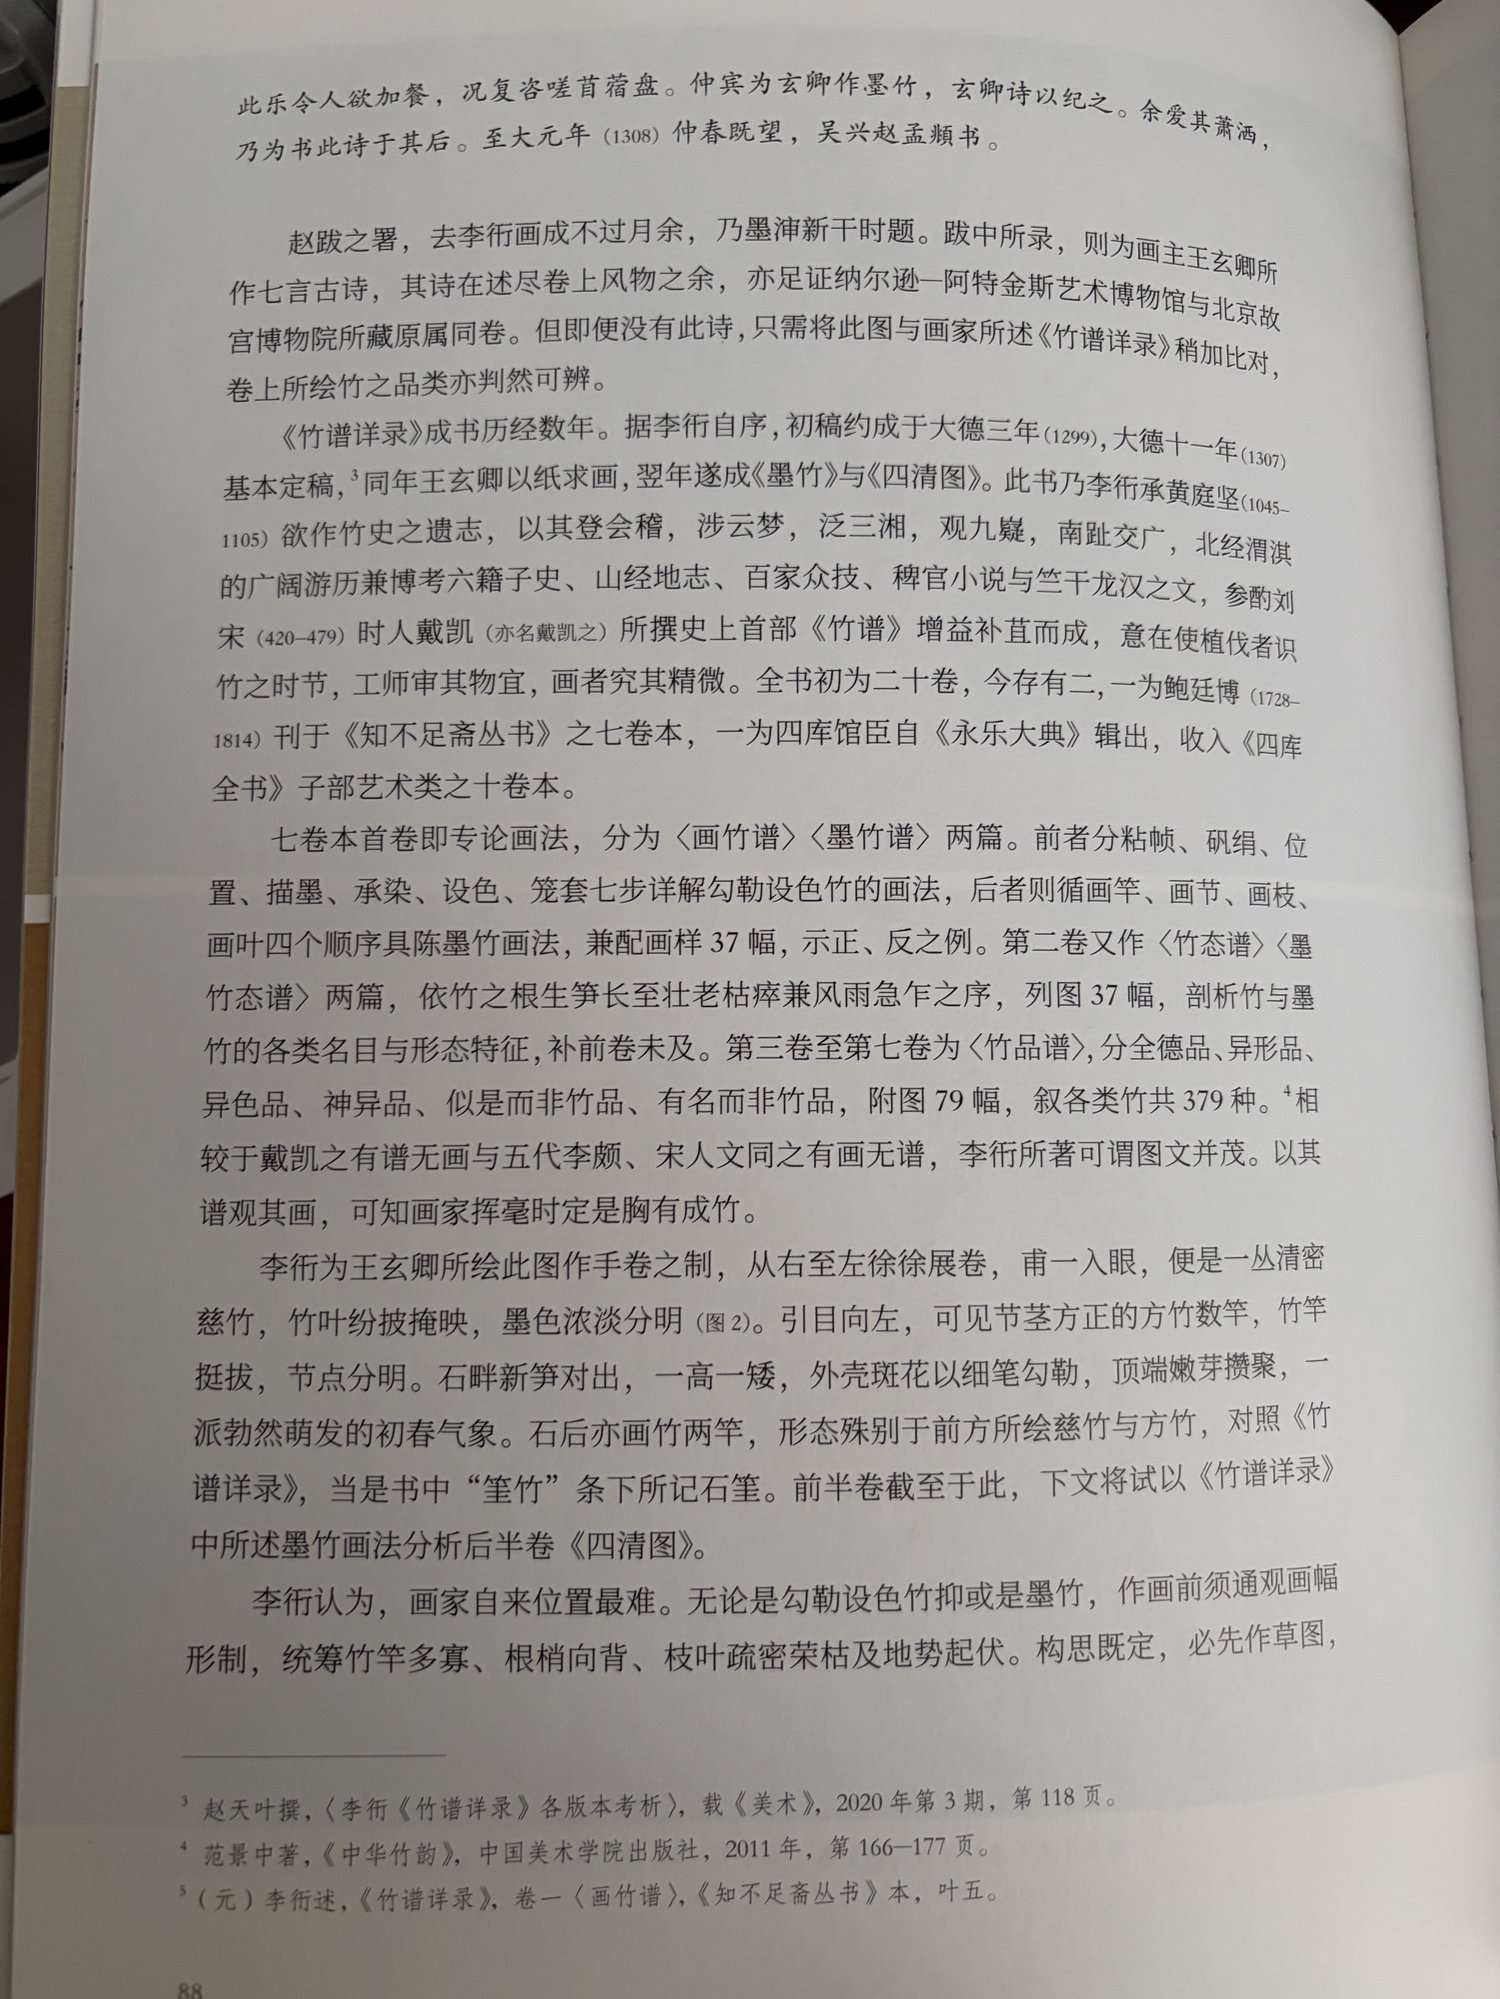 此乐令人欲加餐，况复咨嗟苜蓿盘。仲宾为玄卿作墨竹，玄卿诗以纪之。余爱其萧洒，
乃为书此诗于其后。至大元年（1308）仲春既望，吴兴赵孟頫书。
赵跋之署，去李衎画成不过月余，乃墨渖新干时题。跋中所录，则为画主王玄卿所
作七言古诗，其诗在述尽卷上风物之余，亦足证纳尔逊—阿特金斯艺术博物馆与北京故
宫博物院所藏原属同卷。但即便没有此诗，只需将此图与画家所述《竹谱详录》稍加比对，
卷上所绘竹之品类亦判然可辨。
《竹谱详录》成书历经数年。据李衎自序，初稿约成于大德三年（1299），大德十一年（1307）
基本定稿，3同年王玄卿以纸求画，翌年遂成《墨竹》与《四清图》。此书乃李衎承黄庭坚（1045–
1105）欲作竹史之遗志，以其登会稽，涉云梦，泛三湘，观九嶷，南趾交广，北经渭淇
的广阔游历兼博考六籍子史、山经地志、百家众技、稗官小说与竺干龙汉之文，参酌刘
宋（420–479）时人戴凯（亦名戴凯之）所撰史上首部《竹谱》增益补苴而成，意在使植伐者识
竹之时节，工师审其物宜，画者究其精微。全书初为二十卷，今存有二，一为鲍廷博（1728–
1814）刊于《知不足斋丛书》之七卷本，一为四库馆臣自《永乐大典》辑出，收入《四库
全书》子部艺术类之十卷本。
七卷本首卷即专论画法，分为〈画竹谱〉〈墨竹谱〉两篇。前者分粘帧、矾绢、位
置、描墨、承染、设色、笼套七步详解勾勒设色竹的画法，后者则循画竿、画节、画枝、
画叶四个顺序具陈墨竹画法，兼配画样 37 幅，示正、反之例。第二卷又作〈竹态谱〉〈墨
竹态谱〉两篇，依竹之根生笋长至壮老枯瘁兼风雨急乍之序，列图 37 幅，剖析竹与墨
竹的各类名目与形态特征，补前卷未及。第三卷至第七卷为〈竹品谱〉，分全德品、异形品、
异色品、神异品、似是而非竹品、有名而非竹品，附图 79 幅，叙各类竹共 379 种。4相
较于戴凯之有谱无画与五代李颇、宋人文同之有画无谱，李衎所著可谓图文并茂。以其
谱观其画，可知画家挥毫时定是胸有成竹。
李衎为王玄卿所绘此图作手卷之制，从右至左徐徐展卷，甫一入眼，便是一丛清密
慈竹，竹叶纷披掩映，墨色浓淡分明（图 2）。引目向左，可见节茎方正的方竹数竿，竹竿
挺拔，节点分明。石畔新笋对出，一高一矮，外壳斑花以细笔勾勒，顶端嫩芽攒聚，一
派勃然萌发的初春气象。石后亦画竹两竿，形态殊别于前方所绘慈竹与方竹，对照《竹
谱详录》，当是书中“篁竹”条下所记石篁。前半卷截至于此，下文将试以《竹谱详录》
中所述墨竹画法分析后半卷《四清图》。
李衎认为，画家自来位置最难。无论是勾勒设色竹抑或是墨竹，作画前须通观画幅
形制，统筹竹竿多寡、根梢向背、枝叶疏密荣枯及地势起伏。构思既定，必先作草图，
3 赵天叶撰，〈李衎《竹谱详录》各版本考析〉，载《美术》，2020 年第 3 期，第 118 页。
4 范景中著，《中华竹韵》，中国美术学院出版社，2011 年，第 166—177 页。
5（元）李衎述，《竹谱详录》，卷一〈画竹谱〉，《知不足斋丛书》本，叶五。
88